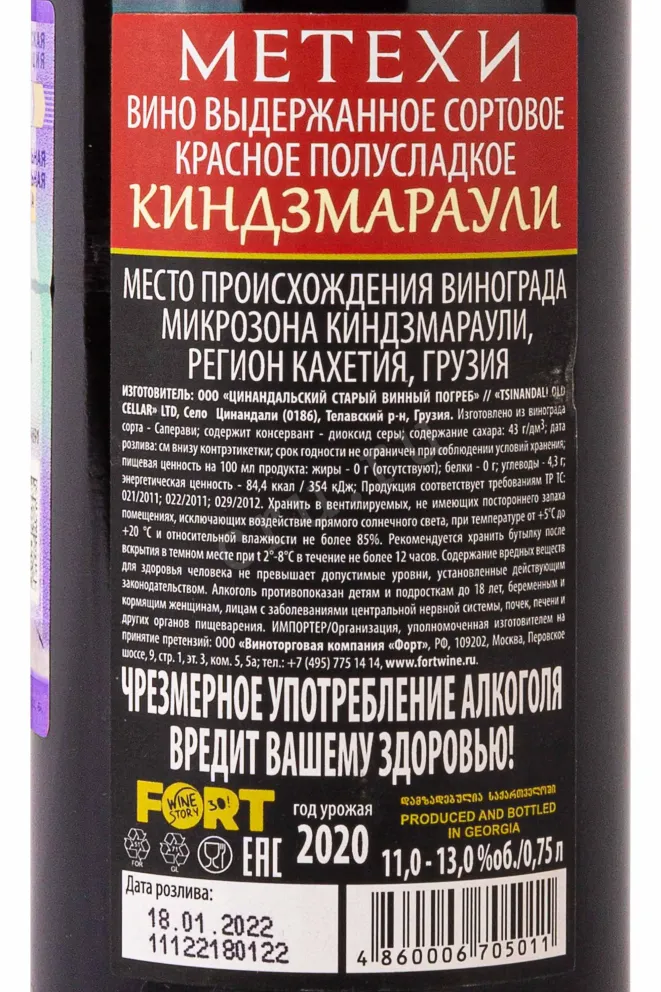 МЕТЕХИ
ВИНО ВЫДЕРЖАННОЕ СОРТОВОЕ
КРАСНОЕ ПОЛУСЛАДКОЕ
КИНДЗМАРАУЛИ
МЕСТО ПРОИСХОЖДЕНИЯ ВИНОГРАДА
МИКРОЗОНА КИНДЗМАРАУЛИ,
РЕГИОН КАХЕТИЯ, ГРУЗИЯ
ИЗГОТОВИТЕЛЬ: ООО «ЦИНАНДАЛЬСКИЙ СТАРЫЙ ВИННЫЙ ПОГРЕБ» // «TSINANDALI OLD
CELLAR» LTD, Село Цинандали (0186), Телавский р-н, Грузия. Изготовлено из винограда
сорта - Саперави; содержит консервант - диоксид серы; содержание сахара: 43 г/дм³; дата
розлива: см внизу контрэтикетки; срок годности не ограничен при соблюдении условий хранения;
пищевая ценность на 100 мл продукта: жиры - 0 г (отсутствуют); белки - 0 г; углеводы - 4,3 г;
энергетическая ценность - 84,4 ккал / 354 кДж; Продукция соответствует требованиям ТР ТС:
021/2011; 022/2011; 029/2012. Хранить в вентилируемых, не имеющих постороннего запаха
помещениях, исключающих воздействие прямого солнечного света, при температуре от +5°С до
+20 °С и относительной влажности не более 85%. Рекомендуется хранить бутылку после
вскрытия в темном месте при t 2°-8°С в течение не более 12 часов. Содержание вредных веществ
для здоровья человека не превышает допустимые уровни, установленные действующим
законодательством. Алкоголь противопоказан детям и подросткам до 18 лет, беременным и
кормящим женщинам, лицам с заболеваниями центральной нервной системы, почек, печени и
других органов пищеварения. ИМПОРТЕР/Организация, уполномоченная изготовителем на
принятие претензий: ООО «Виноторговая компания «Форт», РФ, 109202, Москва, Перовское
шоссе, 9, стр. 1, эт. 3, ком. 5, 5а; тел.: +7 (495) 775 14 14, www.fortwine.ru.
ЧРЕЗМЕРНОЕ УПОТРЕБЛЕНИЕ АЛКОГОЛЯ
ВРЕДИТ ВАШЕМУ ЗДОРОВЬЮ!
FORT
WINE STORY 30!
год урожая
2020
დამზადებულია საქართველოში
PRODUCED AND BOTTLED
IN GEORGIA
FOR
GL
EAC
11,0 - 13,0 %об./0,75 л
Дата розлива:
18.01.2022
11122180122
4 860006 705011